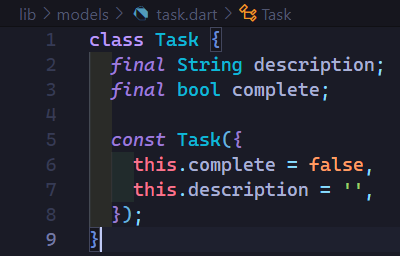 lib > models > task.dart > Task
1 class Task {
2   final String description;
3   final bool complete;
4
5   const Task({
6     this.complete = false,
7     this.description = '',
8   });
9 }